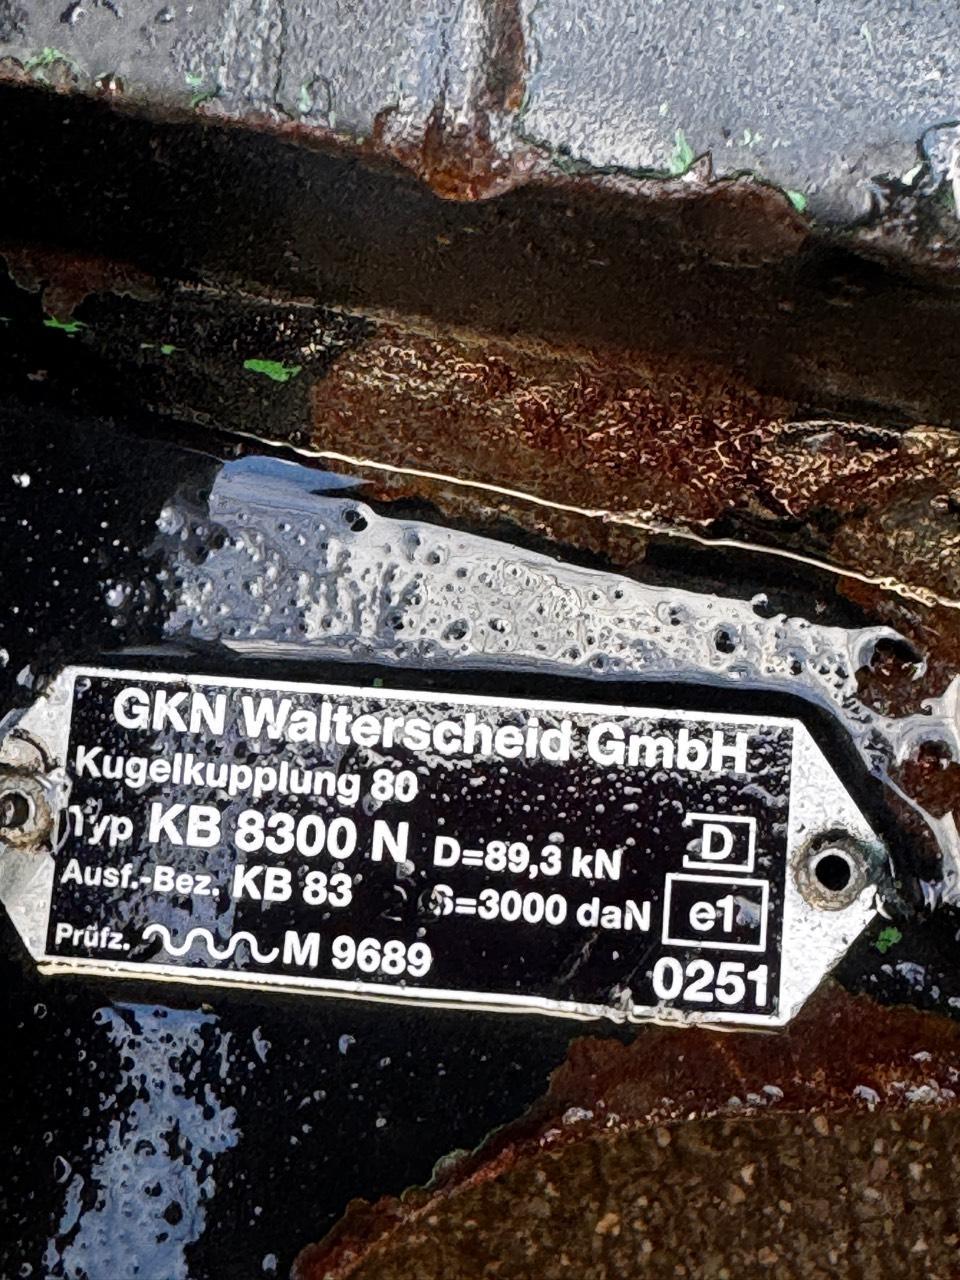 GKN Walterscheid GmbH
Kugelkupplung 80
Typ KB 8300 N D=89,3 kN D
Ausf.-Bez. KB 83 S=3000 daN e1
Prüfz. M 9689 0251